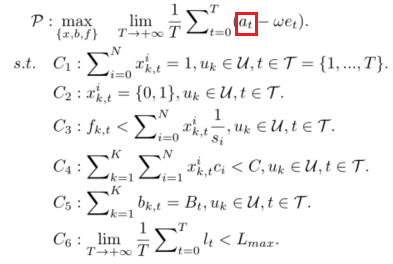 𝒫: max_{x,b,f} lim_{T→+∞} 1/T ∑_{t=0}^{T} (a_t − ωe_t).
s.t. C_1: ∑_{i=0}^{N} x_{k,t}^i = 1, u_k ∈ 𝒰, t ∈ 𝒯 = {1, ..., T}.
C_2: x_{k,t}^i = {0, 1}, u_k ∈ 𝒰, t ∈ 𝒯.
C_3: f_{k,t} < ∑_{i=0}^{N} x_{k,t}^i 1/s_i, u_k ∈ 𝒰, t ∈ 𝒯.
C_4: ∑_{k=1}^{K} ∑_{i=1}^{N} x_{k,t}^i c_i < C, u_k ∈ 𝒰, t ∈ 𝒯.
C_5: ∑_{k=1}^{K} b_{k,t} = B_t, u_k ∈ 𝒰, t ∈ 𝒯.
C_6: lim_{T→+∞} 1/T ∑_{t=0}^{T} l_t < L_{max}.